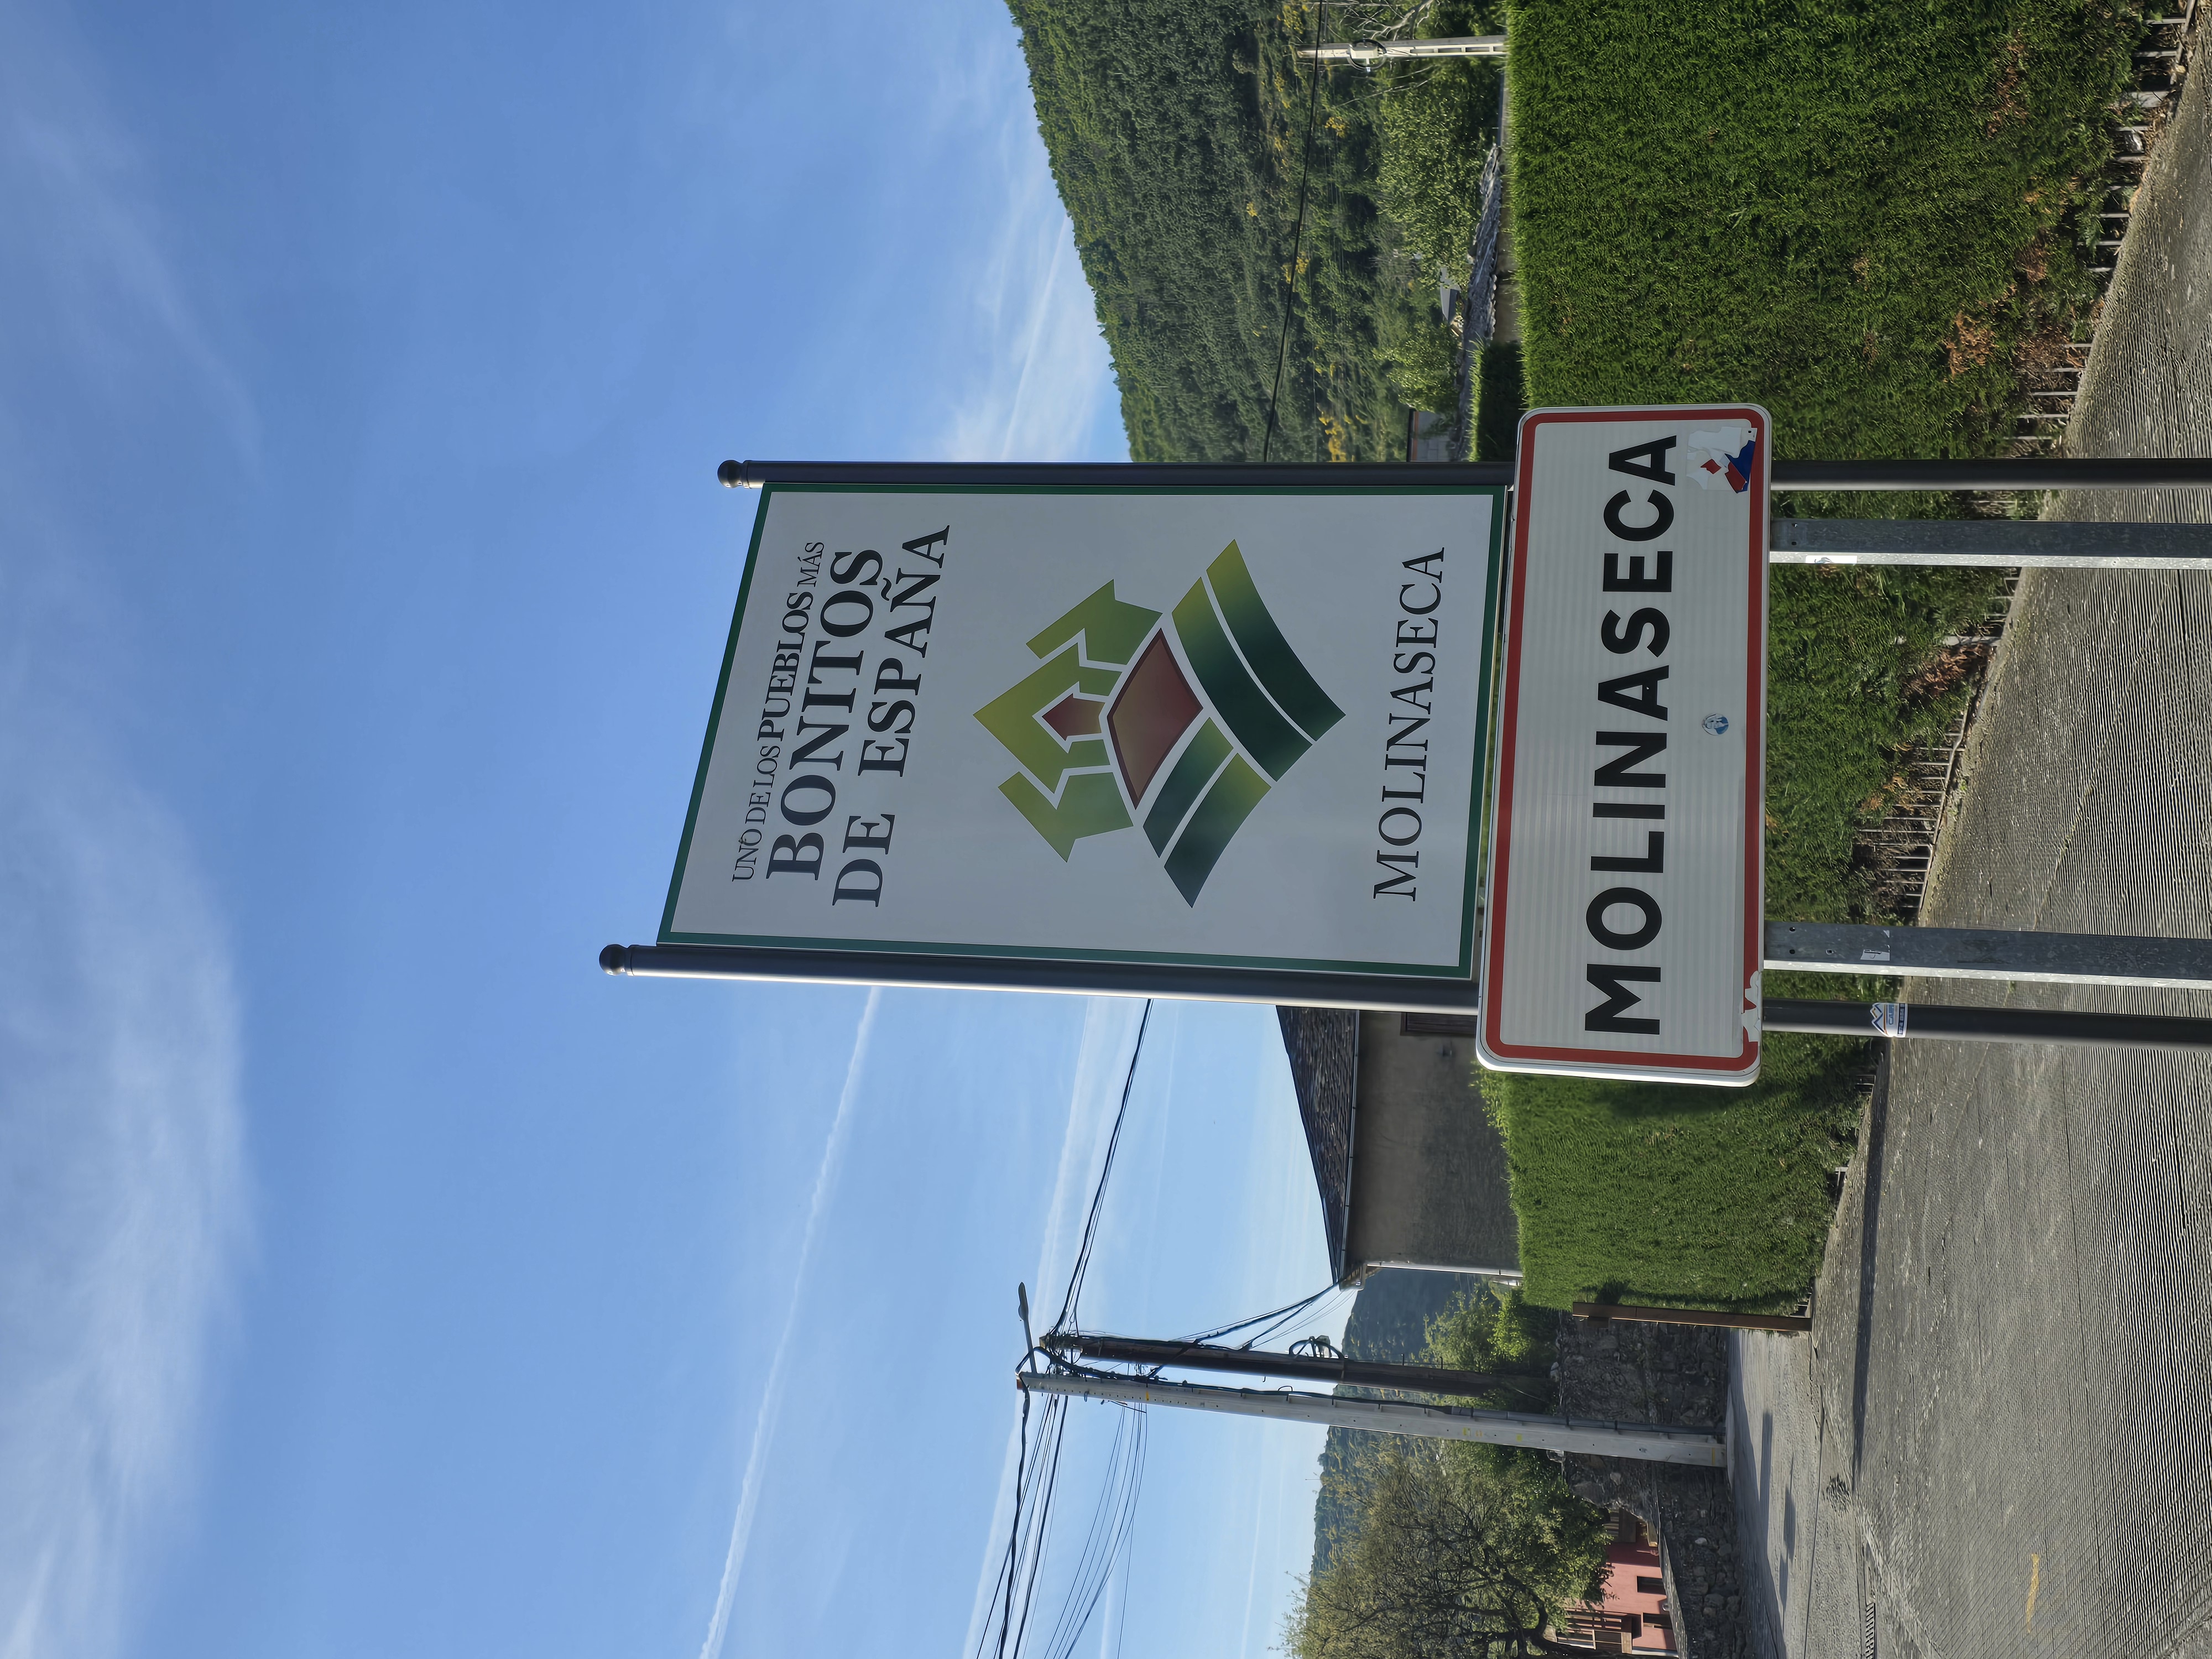 UNO DE LOS PUEBLOS MÁS
BONITOS
DE ESPAÑA
MOLINASECA
MOLINASECA